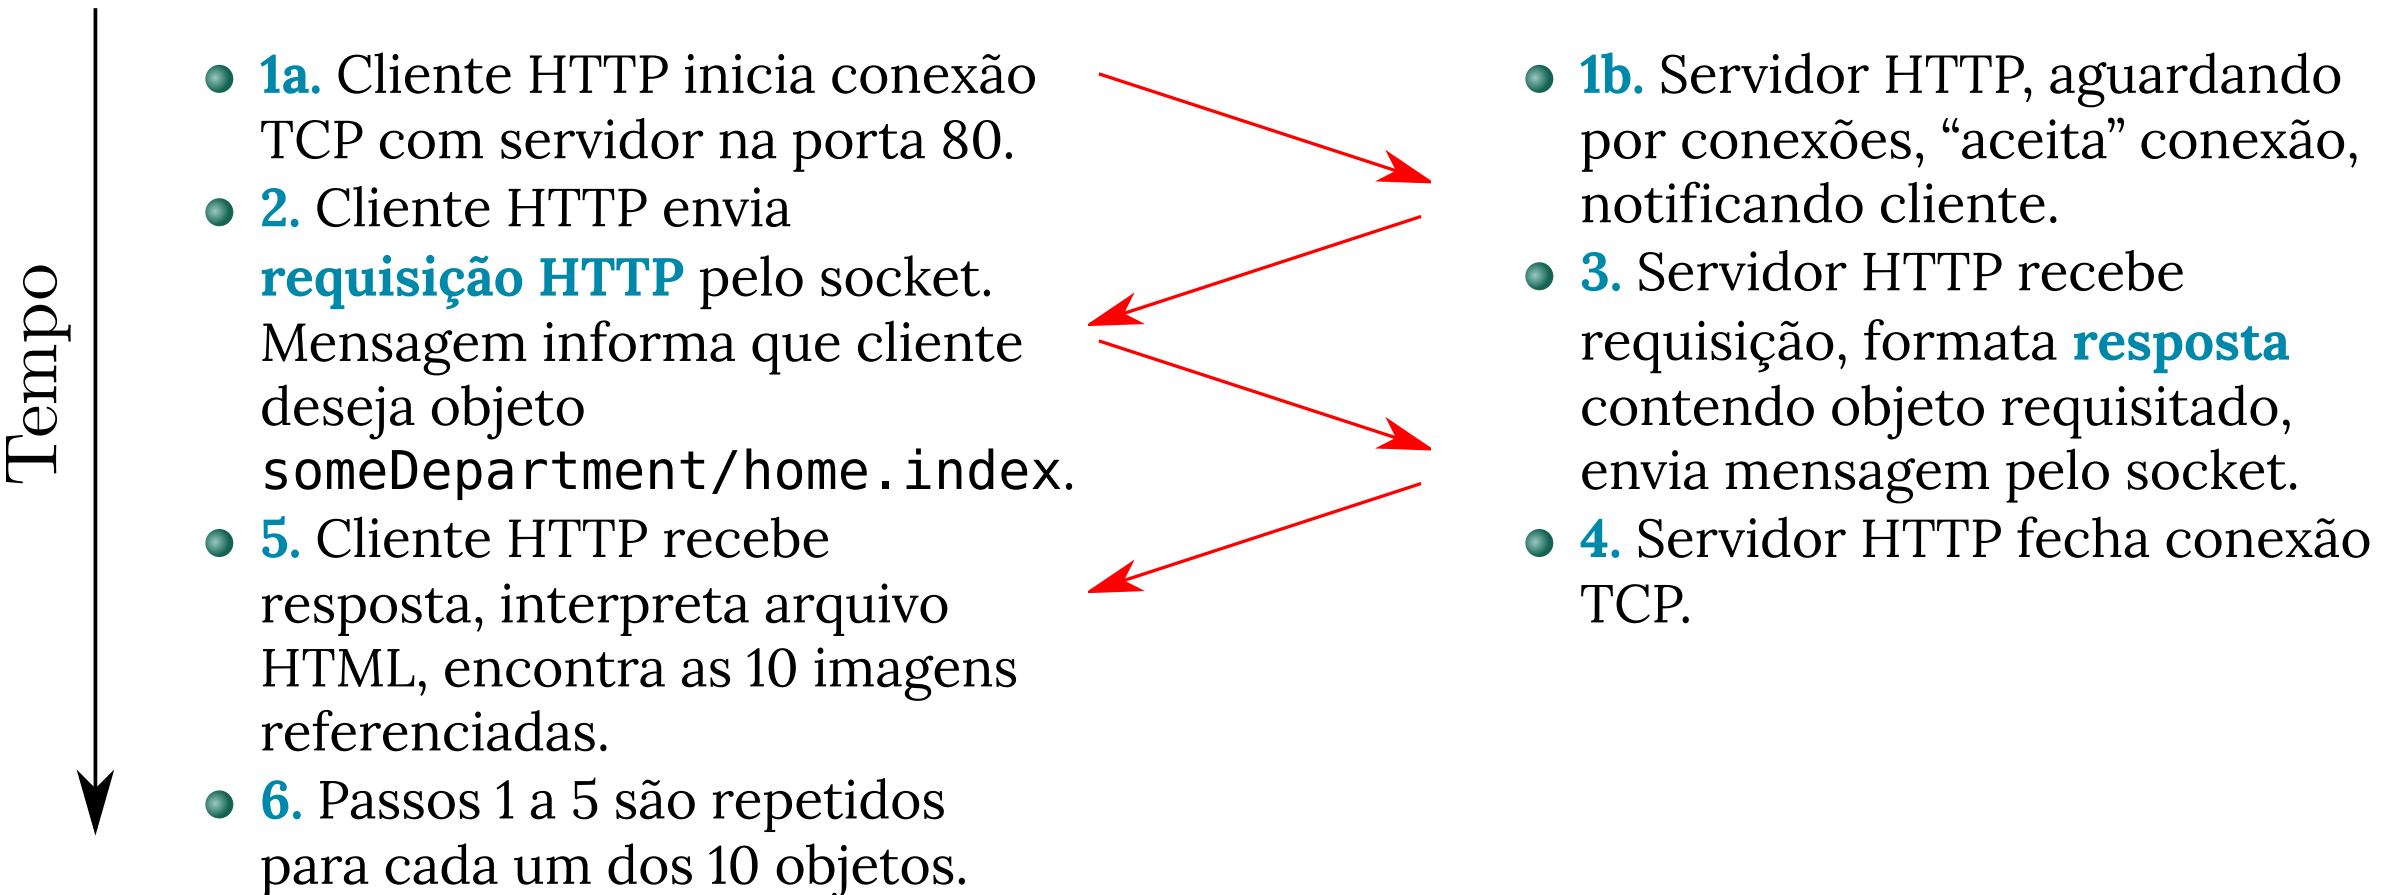 Tempo
1a. Cliente HTTP inicia conexão
TCP com servidor na porta 80.
2. Cliente HTTP envia
requisição HTTP pelo socket.
Mensagem informa que cliente
deseja objeto
someDepartment/home.index.
5. Cliente HTTP recebe
resposta, interpreta arquivo
HTML, encontra as 10 imagens
referenciadas.
6. Passos 1 a 5 são repetidos
para cada um dos 10 objetos.
1b. Servidor HTTP, aguardando
por conexões, “aceita” conexão,
notificando cliente.
3. Servidor HTTP recebe
requisição, formata resposta
contendo objeto requisitado,
envia mensagem pelo socket.
4. Servidor HTTP fecha conexão
TCP.